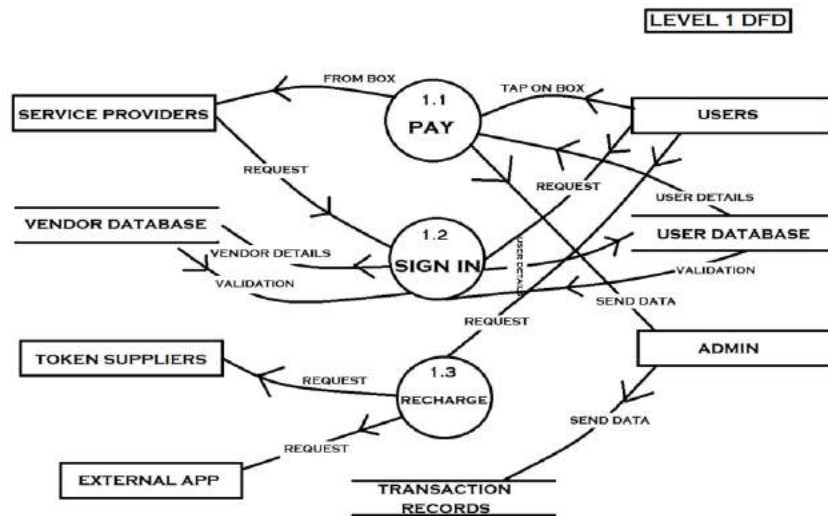 LEVEL 1 DFD
FROM BOX
TAP ON BOX
1.1
PAY
SERVICE PROVIDERS
USERS
REQUEST
REQUEST
USER DETAILS
VENDOR DATABASE
1.2
SIGN IN
USER DATABASE
VENDOR DETAILS
USER DETAILS
VALIDATION
VALIDATION
SEND DATA
REQUEST
TOKEN SUPPLIERS
ADMIN
1.3
RECHARGE
REQUEST
SEND DATA
REQUEST
EXTERNAL APP
TRANSACTION
RECORDS